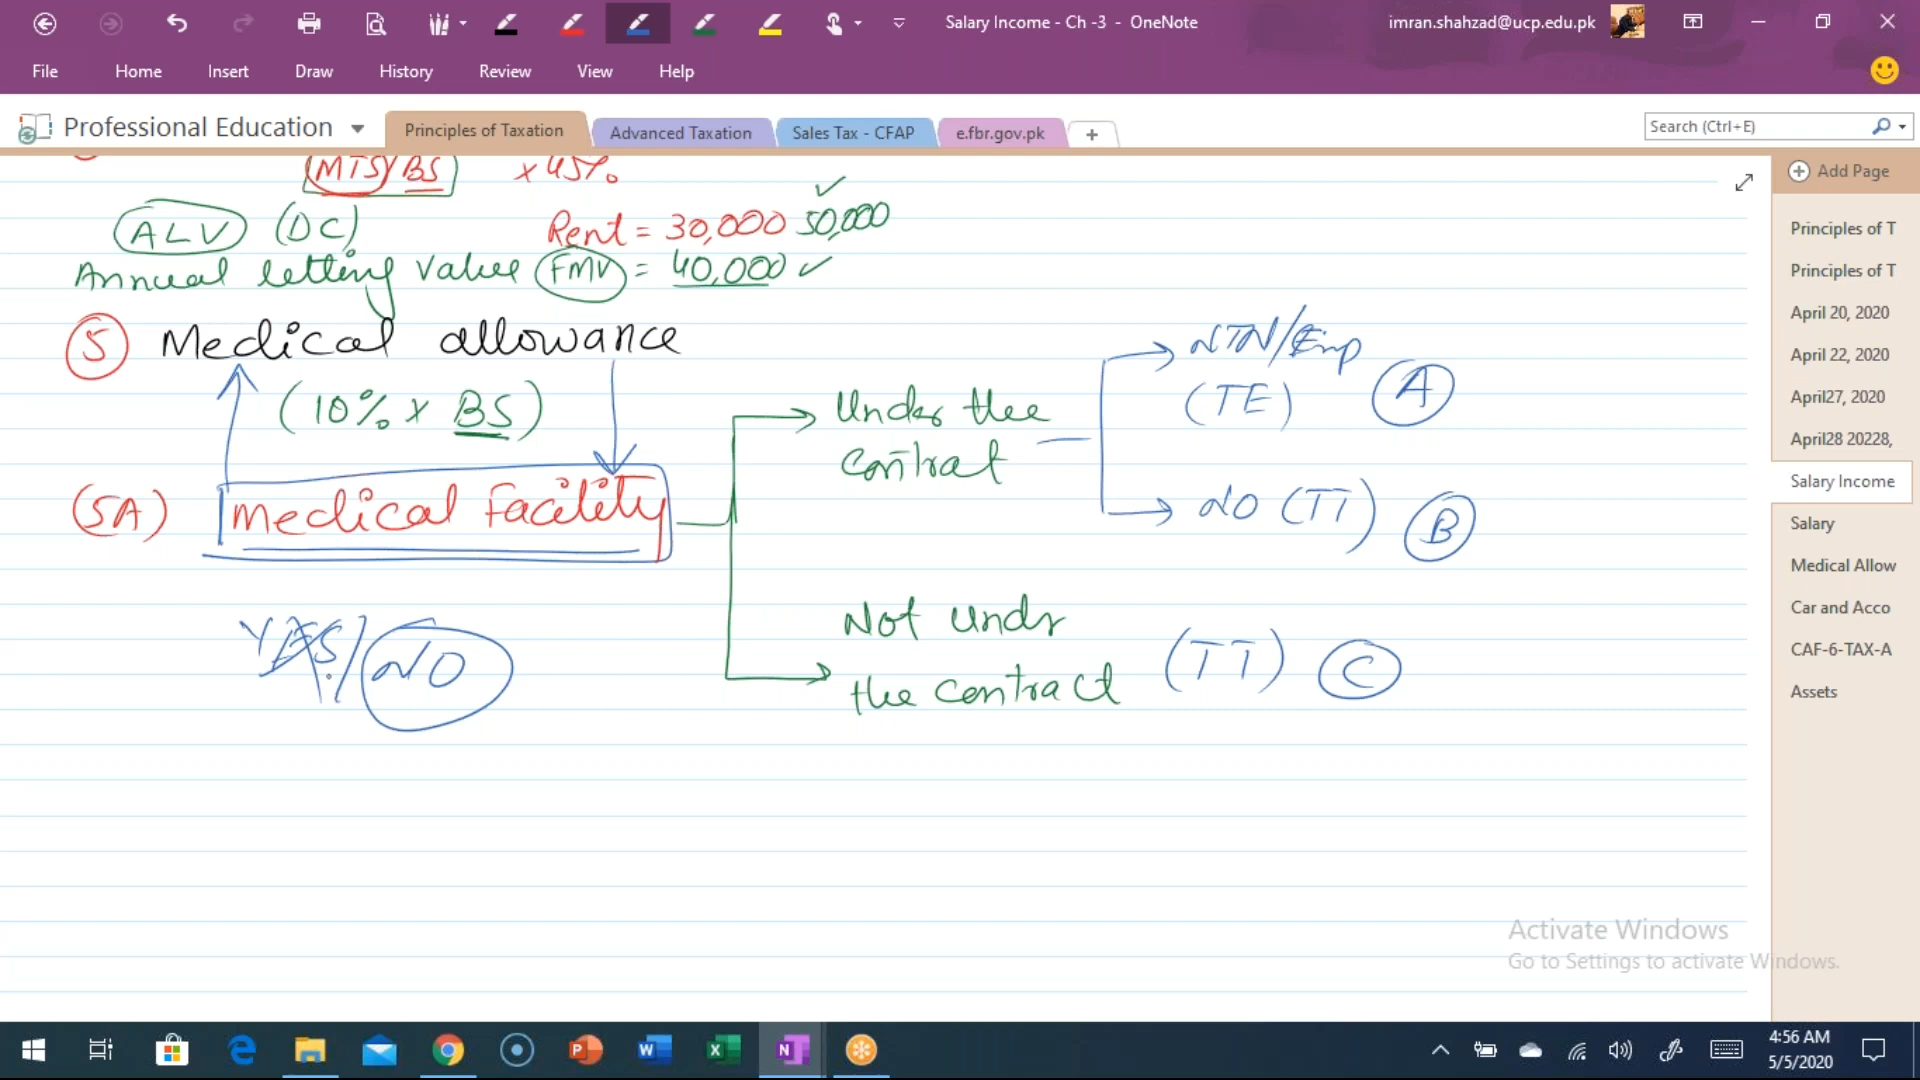 Salary Income - Ch -3 - OneNote
imran.shahzad@ucp.edu.pk
File Home Insert Draw History Review View Help
Professional Education
Principles of Taxation
Advanced Taxation
Sales Tax - CFAP
e.fbr.gov.pk
Search (Ctrl+E)
Add Page
Principles of T
Principles of T
April 20, 2020
April 22, 2020
April27, 2020
April28 20228,
Salary Income
Salary
Medical Allow
Car and Acco
CAF-6-TAX-A
Assets
MTS/BS x 45%
ALV (DC) Rent = 30,000 50,000
Annual letting value FMV = 40,000
5 Medical allowance
(10% x BS)
(5A) medical Facility
YES/NO
Under the
contrat
NTN/Emp
(TE) A
NO (TT) B
Not undr
the contract (TT) C
Activate Windows
Go to Settings to activate Windows.
4:56 AM
5/5/2020